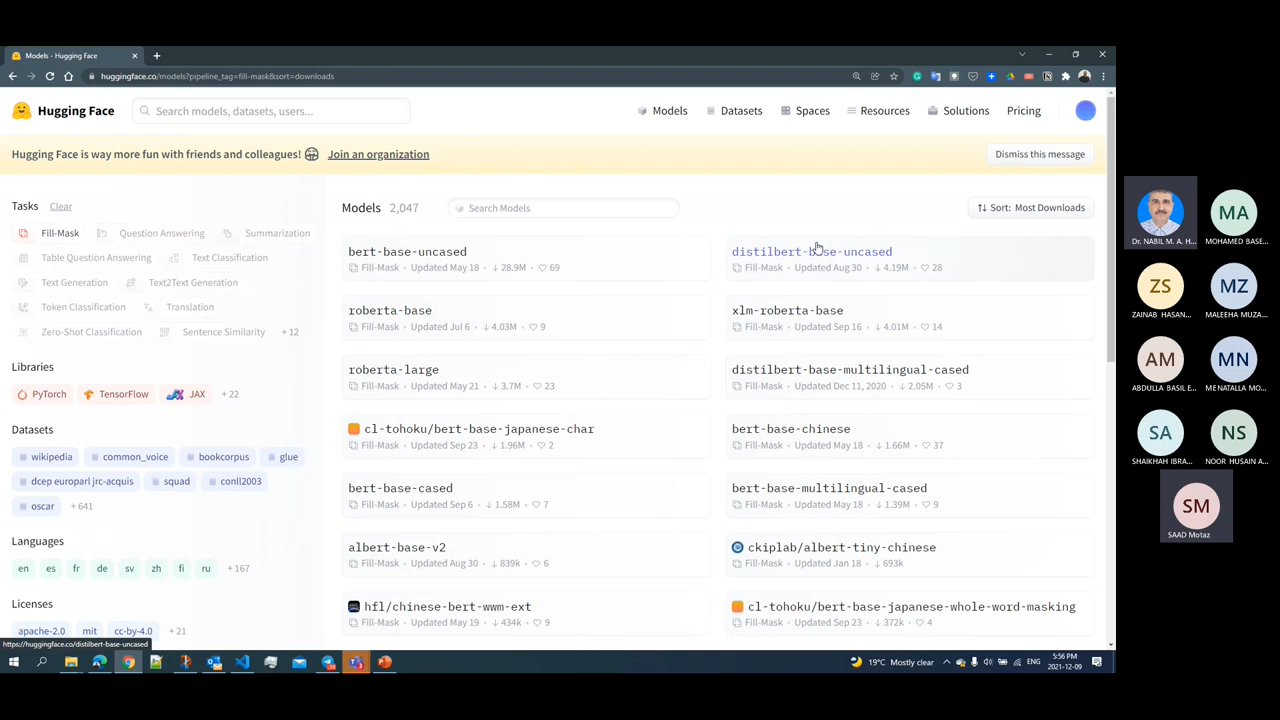 Models - Hugging Face
huggingface.co/models?pipeline_tag=fill-mask&sort=downloads
Hugging Face
Search models, datasets, users...
Models
Datasets
Spaces
Resources
Solutions
Pricing
Hugging Face is way more fun with friends and colleagues! 🤗 Join an organization
Dismiss this message
Tasks Clear
Fill-Mask Question Answering Summarization
Table Question Answering Text Classification
Text Generation Text2Text Generation
Token Classification Translation
Zero-Shot Classification Sentence Similarity + 12
Libraries
PyTorch TensorFlow JAX + 22
Datasets
wikipedia common_voice bookcorpus glue
dcep europarl jrc-acquis squad conll2003
oscar + 641
Languages
en es fr de sv zh fi ru + 167
Licenses
apache-2.0 mit cc-by-4.0 + 21
https://huggingface.co/distilbert-base-uncased
Models 2,047
Search Models
Sort: Most Downloads
bert-base-uncased
Fill-Mask • Updated May 18 • ↓ 28.9M • ♡ 69
distilbert-base-uncased
Fill-Mask • Updated Aug 30 • ↓ 4.19M • ♡ 28
roberta-base
Fill-Mask • Updated Jul 6 • ↓ 4.03M • ♡ 9
xlm-roberta-base
Fill-Mask • Updated Sep 16 • ↓ 4.01M • ♡ 14
roberta-large
Fill-Mask • Updated May 21 • ↓ 3.7M • ♡ 23
distilbert-base-multilingual-cased
Fill-Mask • Updated Dec 11, 2020 • ↓ 2.05M • ♡ 3
cl-tohoku/bert-base-japanese-char
Fill-Mask • Updated Sep 23 • ↓ 1.96M • ♡ 2
bert-base-chinese
Fill-Mask • Updated May 18 • ↓ 1.66M • ♡ 37
bert-base-cased
Fill-Mask • Updated Sep 6 • ↓ 1.58M • ♡ 7
bert-base-multilingual-cased
Fill-Mask • Updated May 18 • ↓ 1.39M • ♡ 9
albert-base-v2
Fill-Mask • Updated Aug 30 • ↓ 839k • ♡ 6
ckiplab/albert-tiny-chinese
Fill-Mask • Updated Jan 18 • ↓ 693k
hfl/chinese-bert-wwm-ext
Fill-Mask • Updated May 19 • ↓ 434k • ♡ 9
cl-tohoku/bert-base-japanese-whole-word-masking
Fill-Mask • Updated Sep 23 • ↓ 372k • ♡ 4
19°C Mostly clear
ENG
5:56 PM
2021-12-09
Dr. NABIL M. A. H...
MA
MOHAMED BASE...
ZS
ZAINAB HASAN...
MZ
MALEEHA MUZA...
AM
ABDULLA BASIL E...
MN
MENATALLA MO...
SA
SHAIKHAH IBRA...
NS
NOOR HUSAIN A...
SM
SAAD Motaz